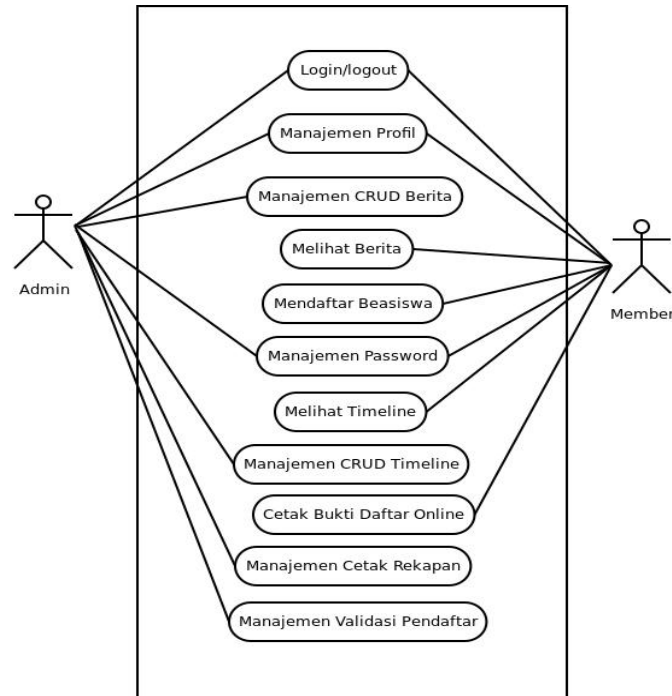 Login/logout
Manajemen Profil
Manajemen CRUD Berita
Melihat Berita
Admin
Mendaftar Beasiswa
Member
Manajemen Password
Melihat Timeline
Manajemen CRUD Timeline
Cetak Bukti Daftar Online
Manajemen Cetak Rekapan
Manajemen Validasi Pendaftar